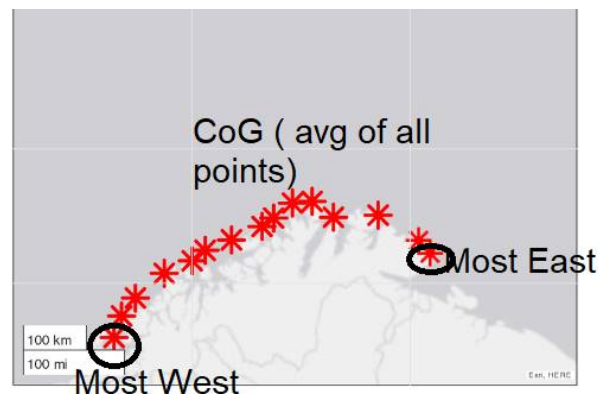 CoG ( avg of all
points)
Most East
100 km
100 mi
Esri, HERE
Most West